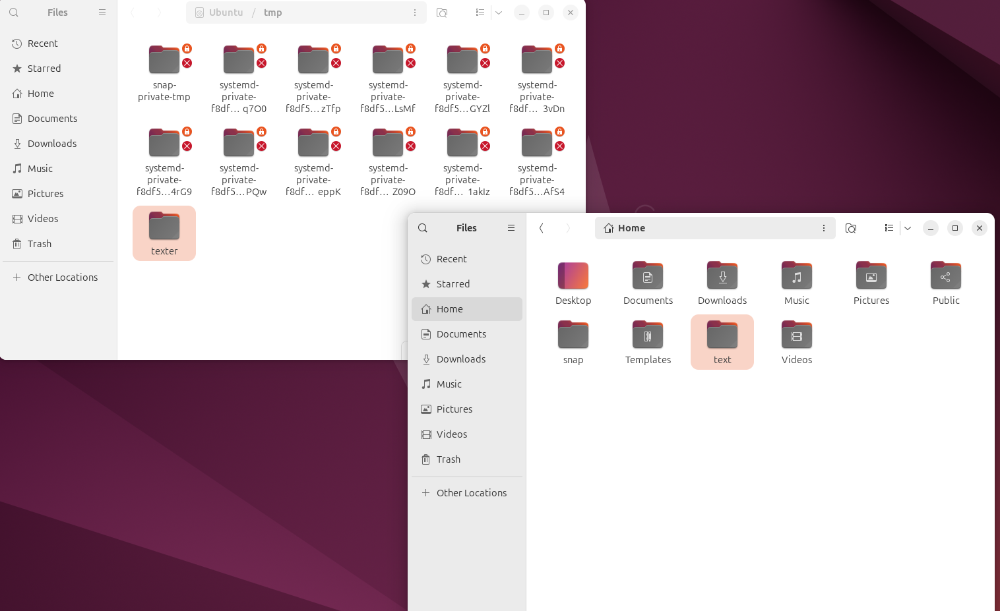 Files
Ubuntu / tmp
Recent
Starred
Home
Documents
Downloads
Music
Pictures
Videos
Trash
Other Locations
snap-
private-tmp
systemd-
private-
f8df... q7O0
systemd-
private-
f8df5...zTfp
systemd-
private-
f8df5...LsMf
systemd-
private-
f8df5...GYZl
systemd-
private-
f8df... 3vDn
systemd-
private-
f8df5...4rG9
systemd-
private-
f8df5...PQw
systemd-
private-
f8df... eppK
systemd-
private-
f8df... Z09O
systemd-
private-
f8df... 1akIz
systemd-
private-
f8df5...AfS4
texter
Files
Home
Recent
Starred
Home
Documents
Downloads
Music
Pictures
Videos
Trash
Other Locations
Desktop
Documents
Downloads
Music
Pictures
Public
snap
Templates
text
Videos